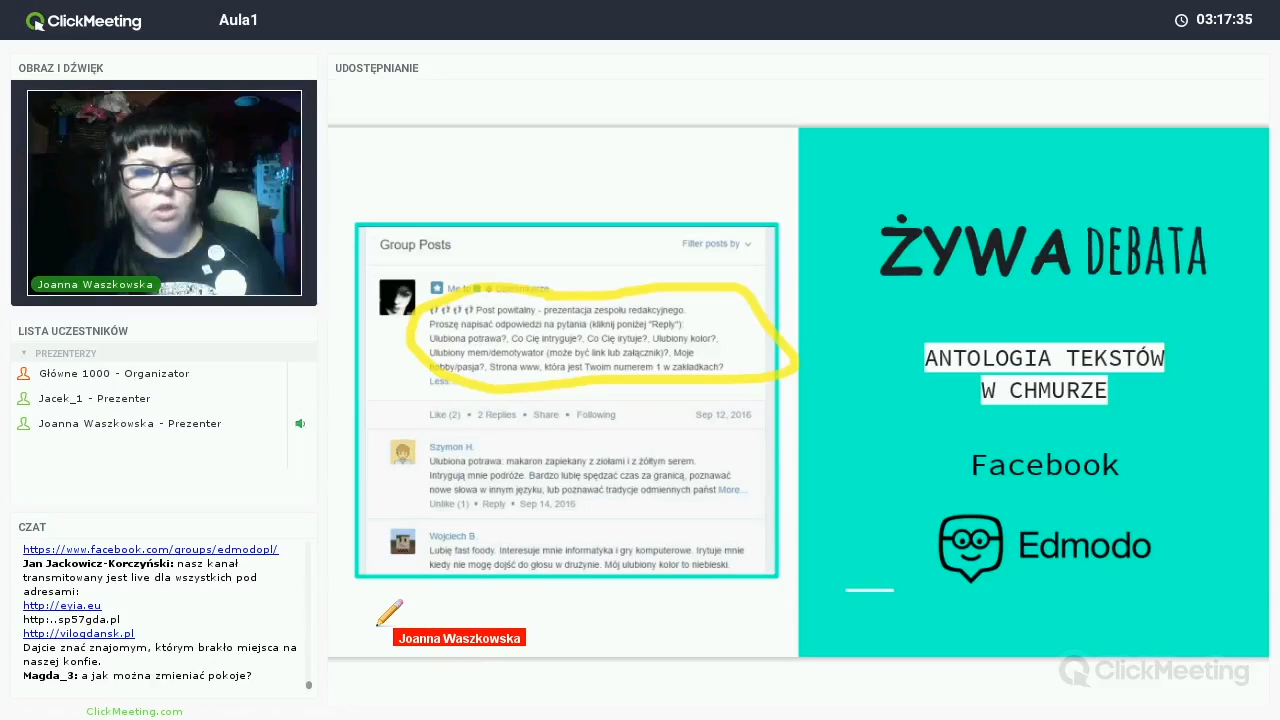 ClickMeeting
Aula1
03:17:35
OBRAZ I DŹWIĘK
Joanna Waszkowska
LISTA UCZESTNIKÓW
PREZENTERZY
Główne 1000 - Organizator
Jacek_1 - Prezenter
Joanna Waszkowska - Prezenter
CZAT
https://www.facebook.com/groups/edmodopl/
Jan Jackowicz-Korczyński: nasz kanał
transmitowany jest live dla wszystkich pod
adresami:
http://eyia.eu
http:..sp57gda.pl
http://vilogdansk.pl
Dajcie znać znajomym, którym brakło miejsca na
naszej konfie.
Magda_3: a jak można zmieniać pokoje?
ClickMeeting.com
UDOSTĘPNIANIE
Group Posts
Filter posts by
Me to
Post powitalny - prezentacja zespołu redakcyjnego.
Proszę napisać odpowiedzi na pytania (kliknij poniżej "Reply"):
Ulubiona potrawa?, Co Cię intryguje?, Co Cię irytuje?, Ulubiony kolor?,
Ulubiony mem/demotywator (może być link lub załącznik)?, Moje
hobby/pasja?, Strona www, która jest Twoim numerem 1 w zakładkach?
Less...
Like (2) • 2 Replies • Share • Following
Sep 12, 2016
Szymon H.
Ulubiona potrawa: makaron zapiekany z ziołami i z żółtym serem.
Intrygują mnie podróże. Bardzo lubię spędzać czas za granicą, poznawać
nowe słowa w innym języku, lub poznawać tradycje odmiennych państ More...
Unlike (1) • Reply • Sep 14, 2016
Wojciech B.
Lubię fast foody. Interesuje mnie informatyka i gry komputerowe. Irytuje mnie
kiedy nie mogę dojść do głosu w drużynie. Mój ulubiony kolor to niebieski.
Joanna Waszkowska
ŻYWA DEBATA
ANTOLOGIA TEKSTÓW
W CHMURZE
Facebook
Edmodo
ClickMeeting